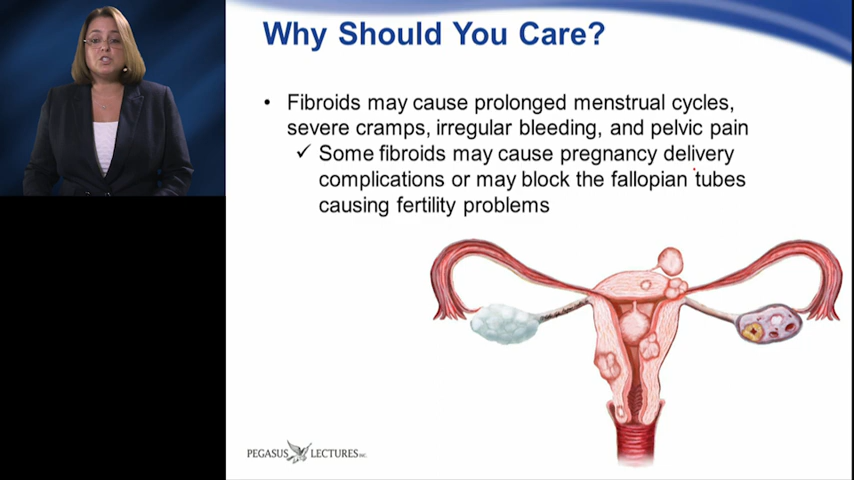 Why Should You Care?
• Fibroids may cause prolonged menstrual cycles,
severe cramps, irregular bleeding, and pelvic pain
✓ Some fibroids may cause pregnancy delivery
complications or may block the fallopian tubes
causing fertility problems
PEGASUS LECTURES INC.